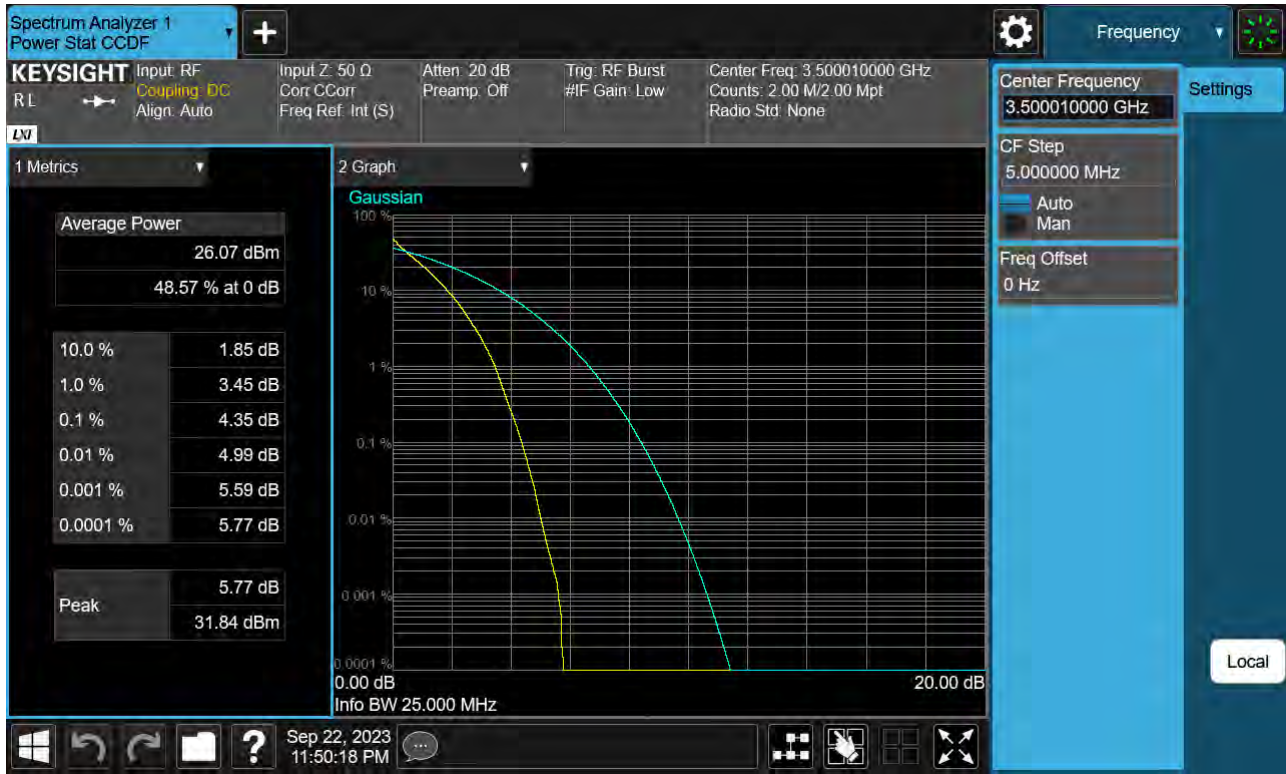 Spectrum Analyzer 1
Power Stat CCDF
Frequency
KEYSIGHT
RL
LXI
Input: RF
Coupling: DC
Align: Auto
Input Z: 50 Ω
Corr CCorr
Freq Ref: Int (S)
Atten: 20 dB
Preamp: Off
Trig: RF Burst
#IF Gain: Low
Center Freq: 3.500010000 GHz
Counts: 2.00 M/2.00 Mpt
Radio Std: None
Center Frequency
3.500010000 GHz
Settings
CF Step
5.000000 MHz
Auto
Man
Freq Offset
0 Hz
1 Metrics
Average Power
26.07 dBm
48.57 % at 0 dB
10.0 % 1.85 dB
1.0 % 3.45 dB
0.1 % 4.35 dB
0.01 % 4.99 dB
0.001 % 5.59 dB
0.0001 % 5.77 dB
Peak
5.77 dB
31.84 dBm
2 Graph
Gaussian
100 %
10 %
1 %
0.1 %
0.01 %
0.001 %
0.0001 %
0.00 dB 20.00 dB
Info BW 25.000 MHz
Local
?
Sep 22, 2023
11:50:18 PM